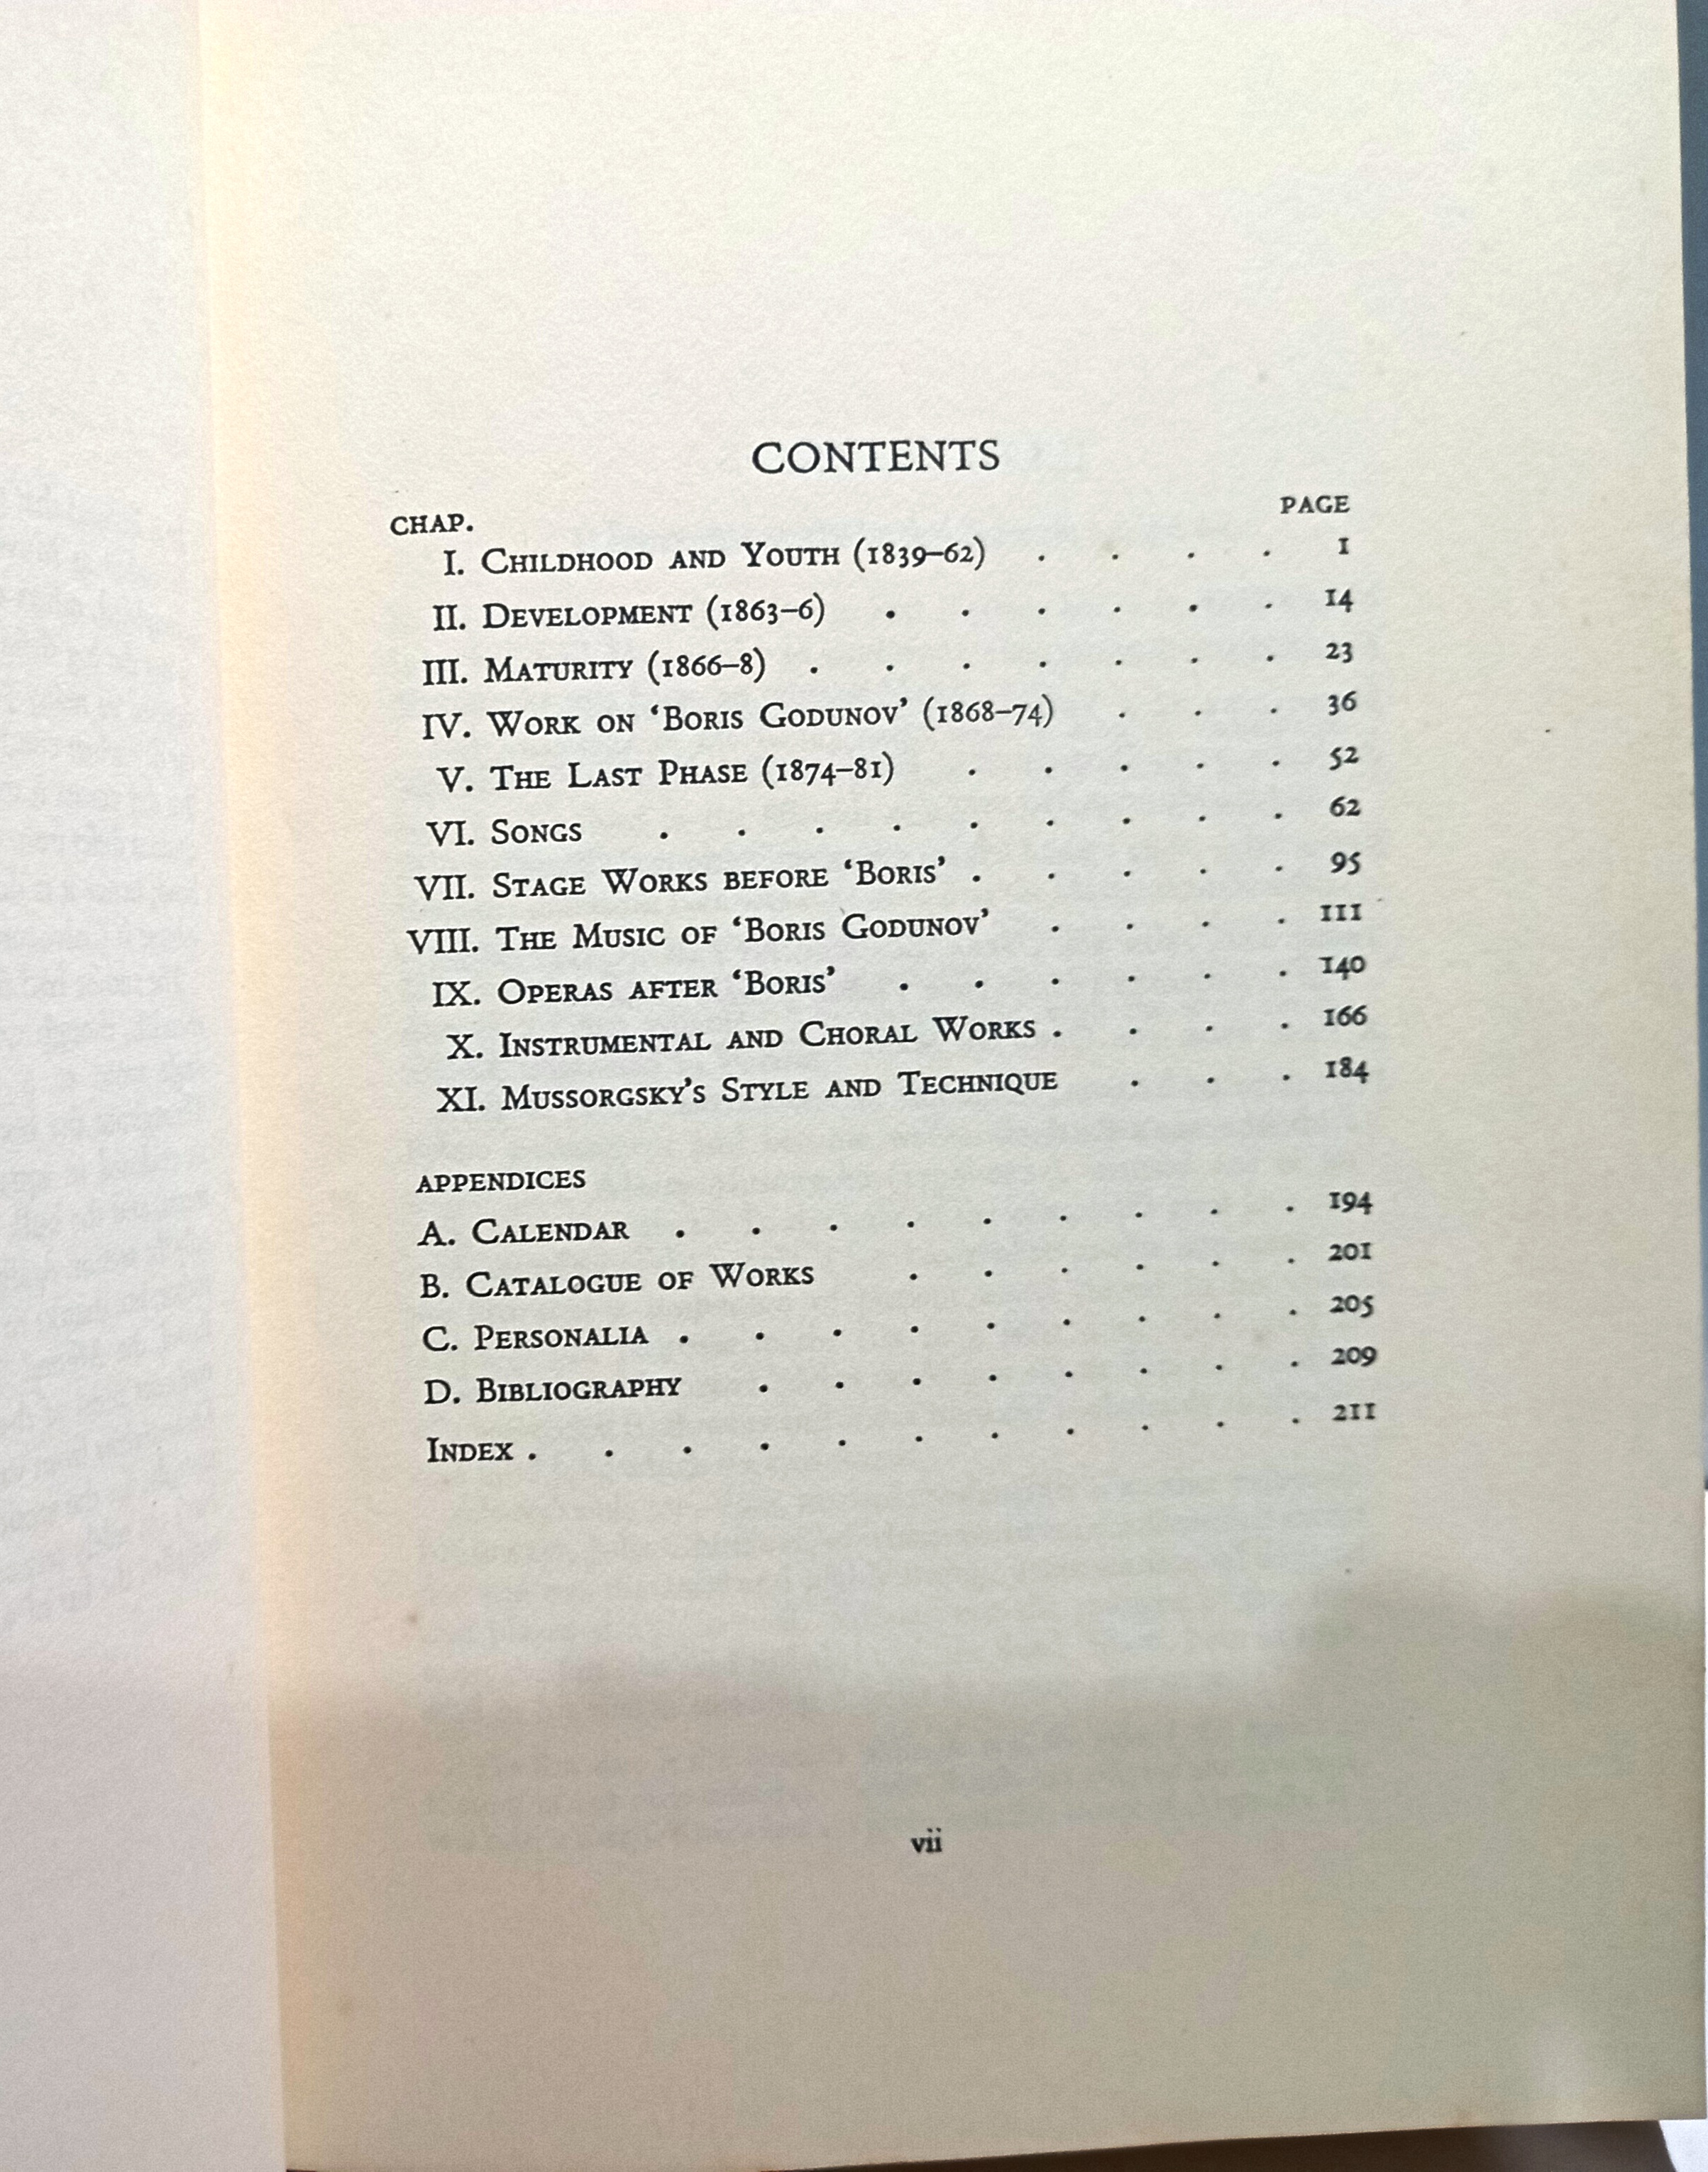 CONTENTS
CHAP. PAGE
I. CHILDHOOD AND YOUTH (1839–62) . . . . 1
II. DEVELOPMENT (1863–6) . . . . . . 14
III. MATURITY (1866–8) . . . . . . . 23
IV. WORK ON ‘BORIS GODUNOV’ (1868–74) . . . 36
V. THE LAST PHASE (1874–81) . . . . . 52
VI. SONGS . . . . . . . . . 62
VII. STAGE WORKS BEFORE ‘BORIS’ . . . . . 95
VIII. THE MUSIC OF ‘BORIS GODUNOV’ . . . . 111
IX. OPERAS AFTER ‘BORIS’ . . . . . . 140
X. INSTRUMENTAL AND CHORAL WORKS . . . . 166
XI. MUSSORGSKY’S STYLE AND TECHNIQUE . . . 184
APPENDICES
A. CALENDAR . . . . . . . . . 194
B. CATALOGUE OF WORKS . . . . . . 201
C. PERSONALIA . . . . . . . . . 205
D. BIBLIOGRAPHY . . . . . . . . 209
INDEX . . . . . . . . . . . 211
vii